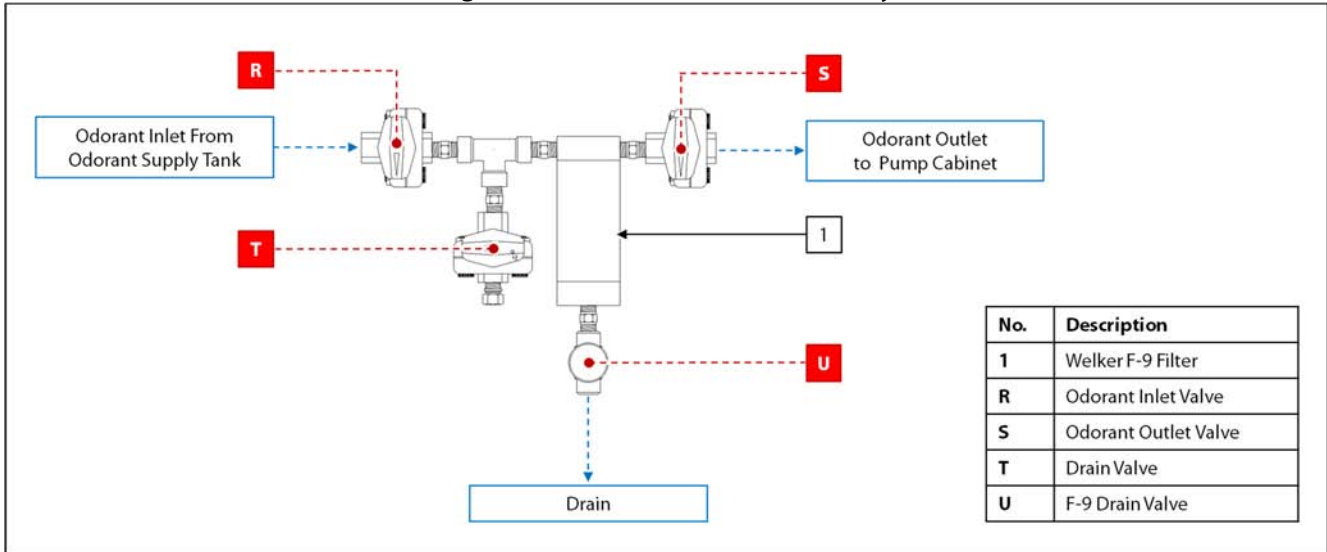 R
S
Odorant Inlet From
Odorant Supply Tank
Odorant Outlet
to Pump Cabinet
T
1
U
Drain
No. Description
1 Welker F-9 Filter
R Odorant Inlet Valve
S Odorant Outlet Valve
T Drain Valve
U F-9 Drain Valve